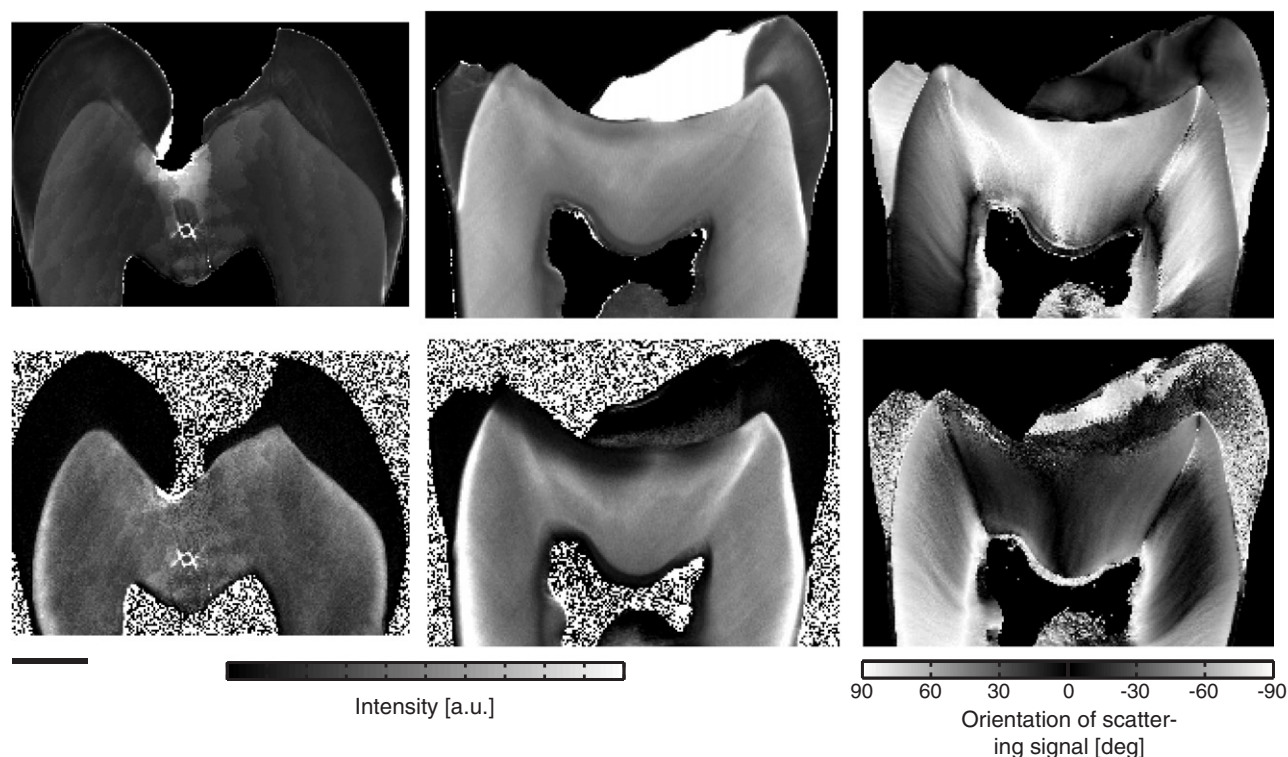 Intensity [a.u.]
90 60 30 0 -30 -60 -90
Orientation of scatter-
ing signal [deg]